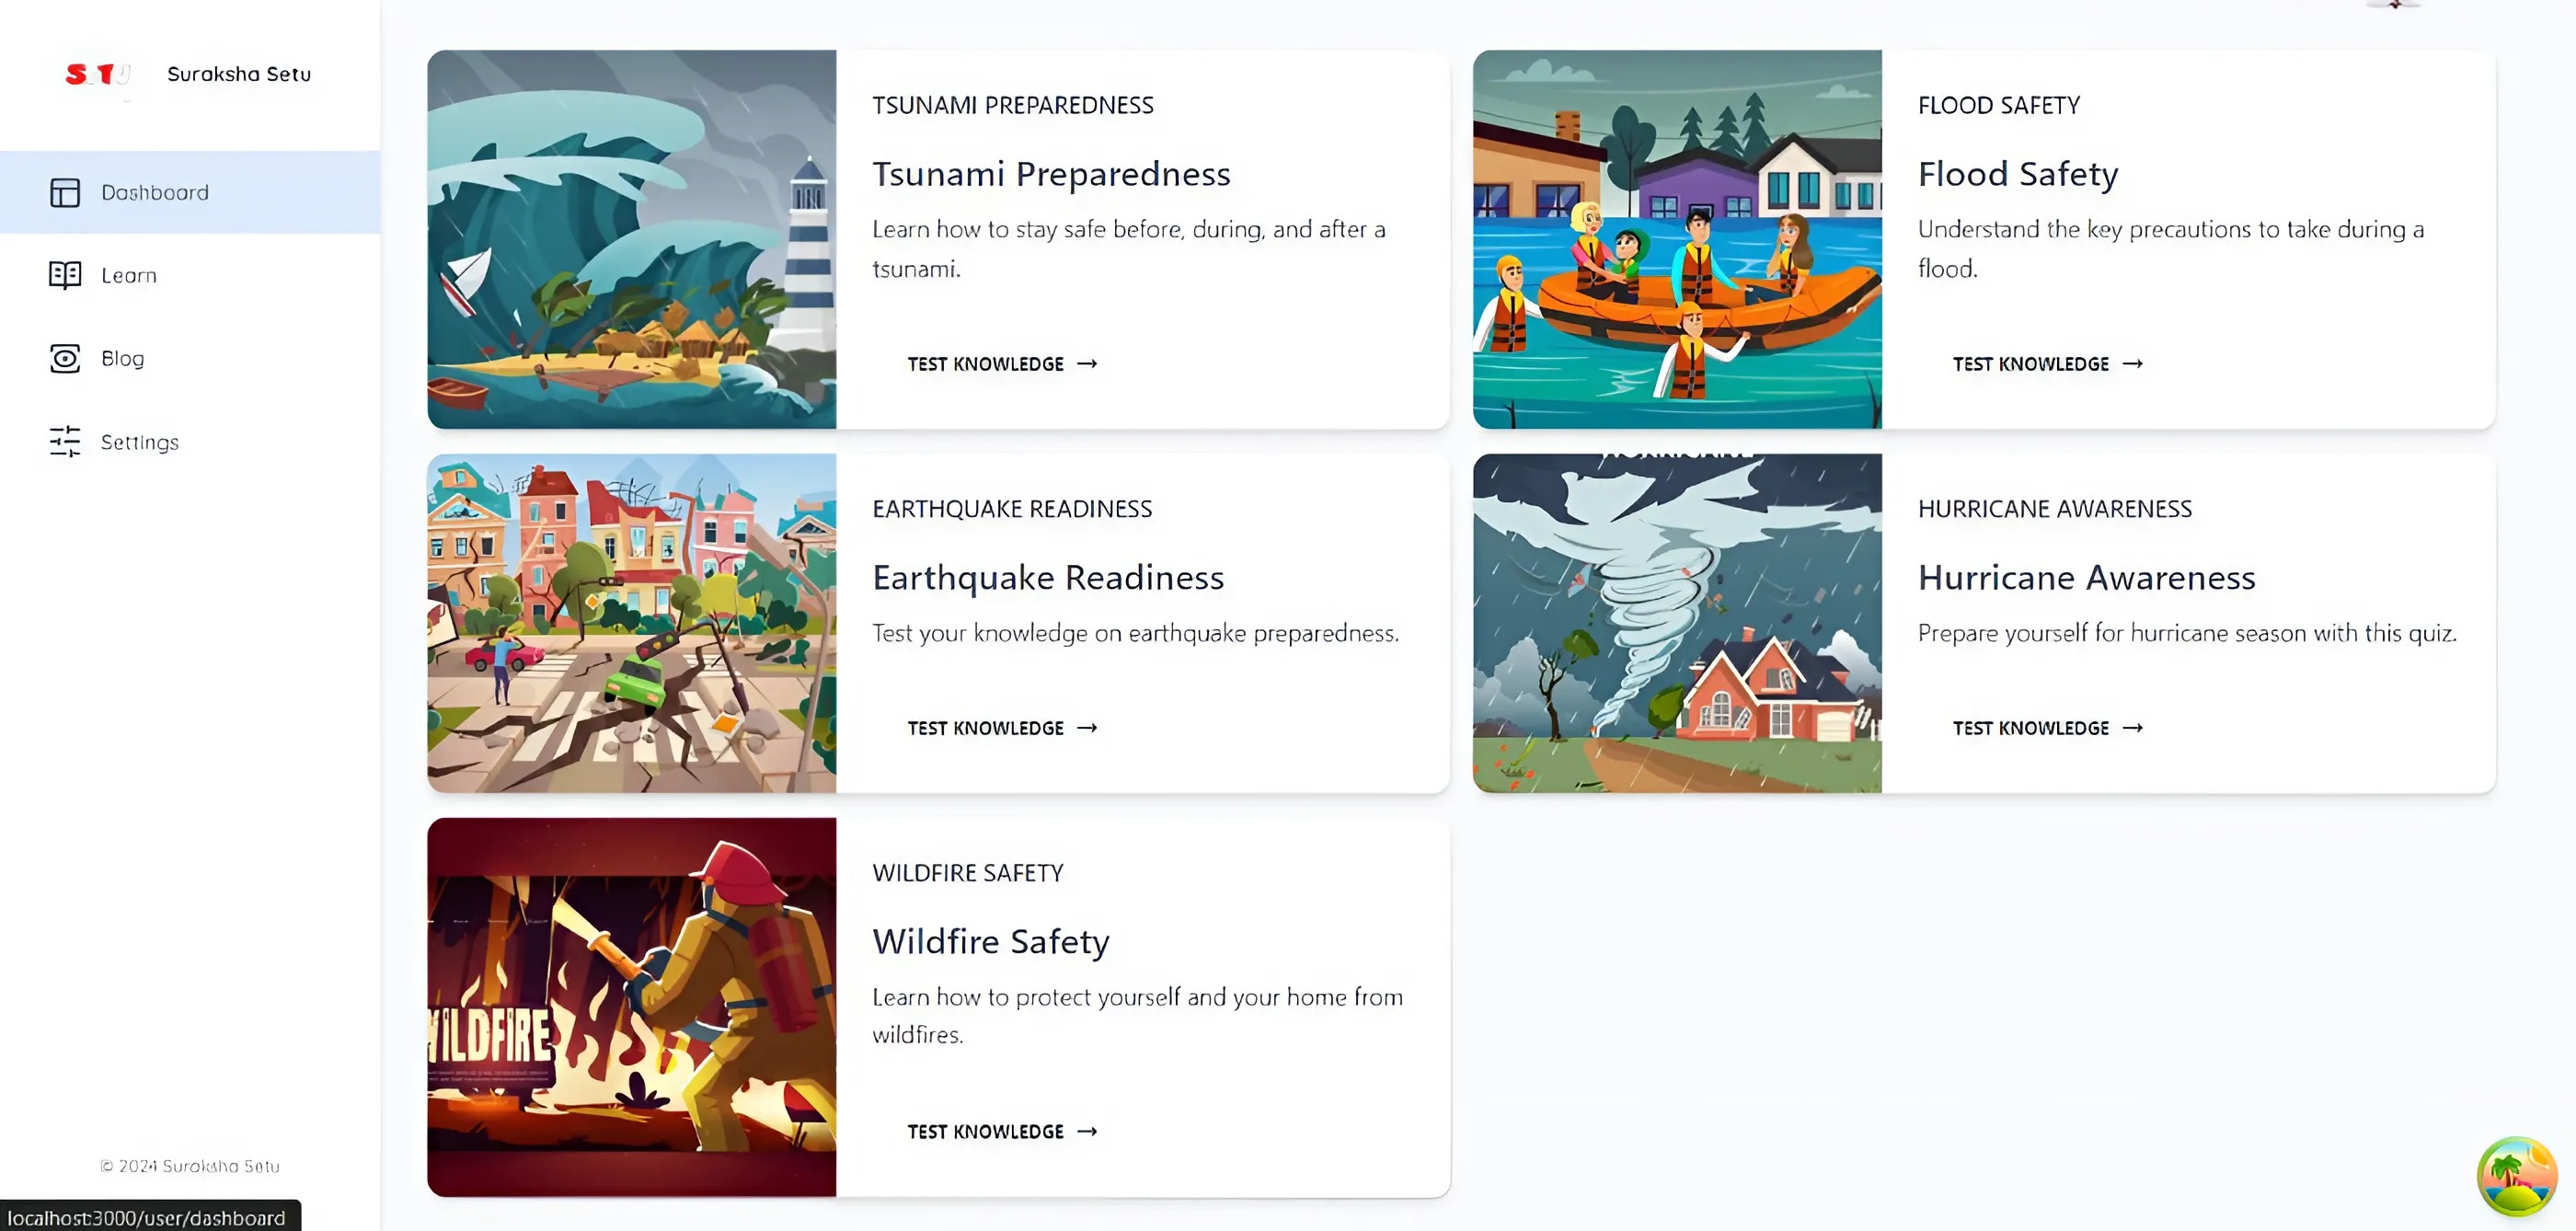 Suraksha Setu
Dashboard
Learn
Blog
Settings
© 2024 Suraksha Setu
localhost:3000/user/dashboard
TSUNAMI PREPAREDNESS
Tsunami Preparedness
Learn how to stay safe before, during, and after a
tsunami.
TEST KNOWLEDGE →
FLOOD SAFETY
Flood Safety
Understand the key precautions to take during a
flood.
TEST KNOWLEDGE →
EARTHQUAKE READINESS
Earthquake Readiness
Test your knowledge on earthquake preparedness.
TEST KNOWLEDGE →
HURRICANE AWARENESS
Hurricane Awareness
Prepare yourself for hurricane season with this quiz.
TEST KNOWLEDGE →
WILDFIRE
WILDFIRE SAFETY
Wildfire Safety
Learn how to protect yourself and your home from
wildfires.
TEST KNOWLEDGE →